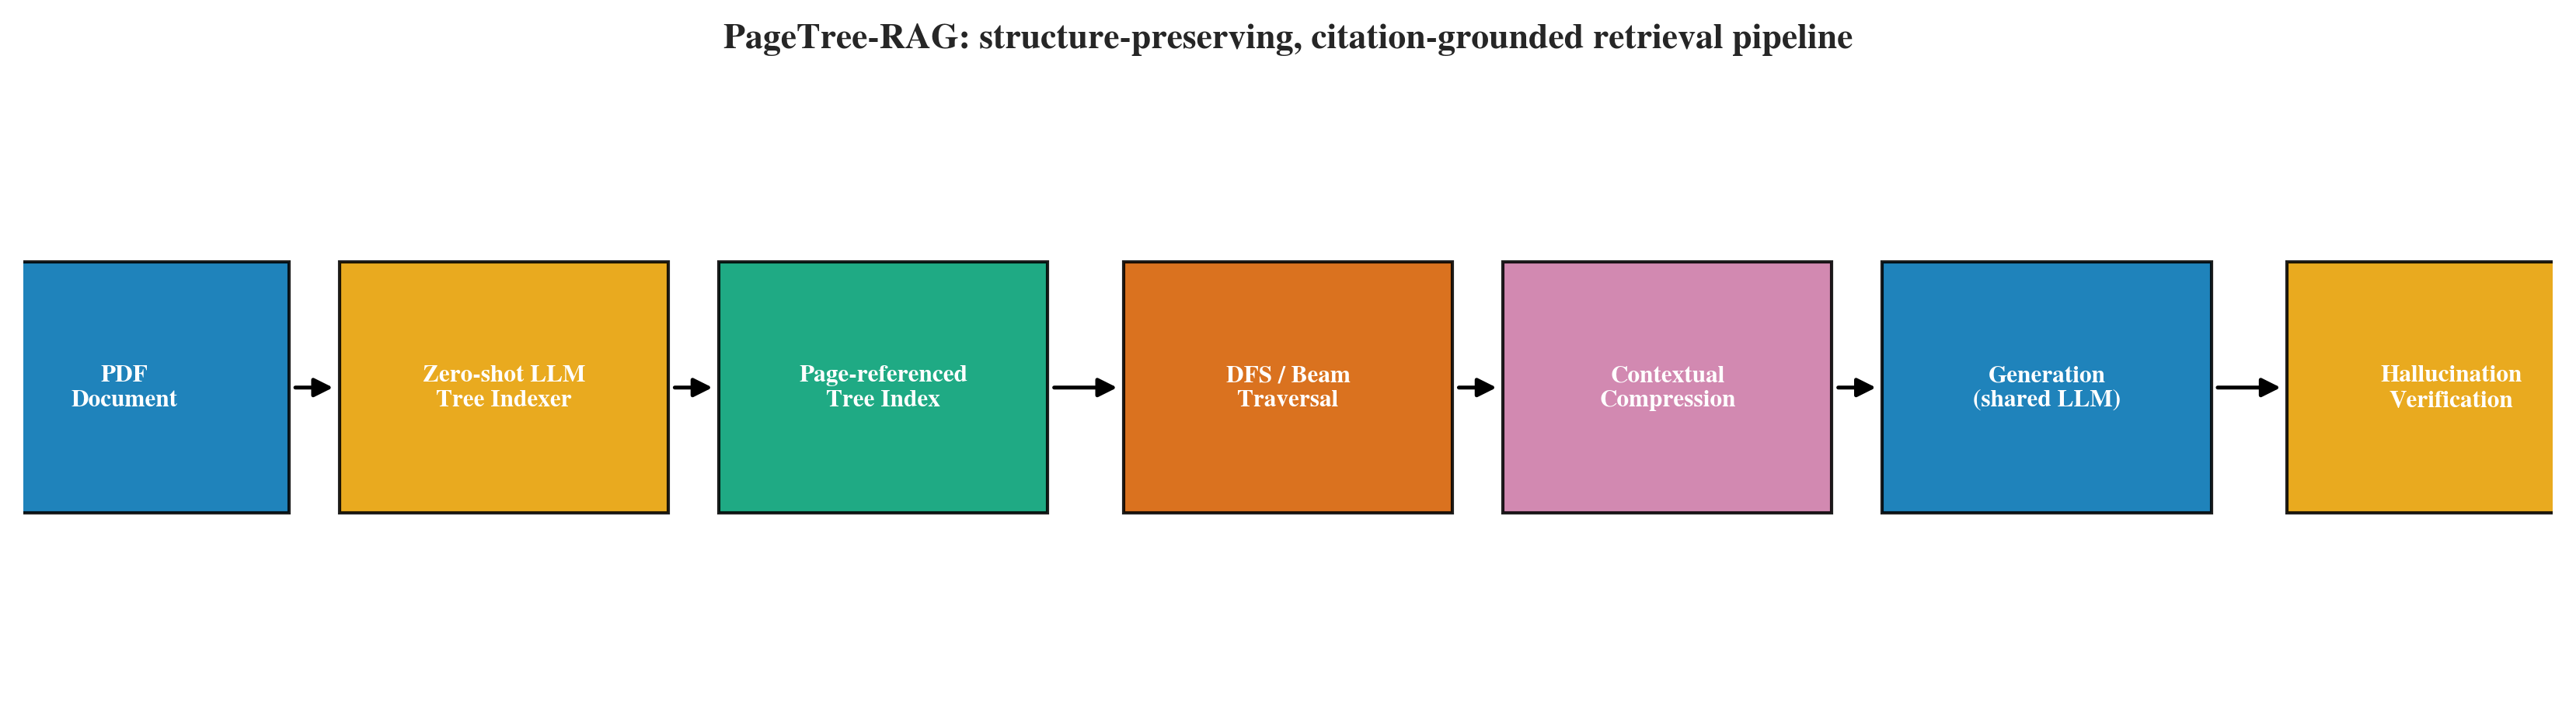 PageTree-RAG: structure-preserving, citation-grounded retrieval pipeline
PDF
Document
Zero-shot LLM
Tree Indexer
Page-referenced
Tree Index
DFS / Beam
Traversal
Contextual
Compression
Generation
(shared LLM)
Hallucination
Verification